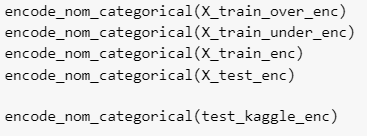 encode_nom_categorical(X_train_over_enc)
encode_nom_categorical(X_train_under_enc)
encode_nom_categorical(X_train_enc)
encode_nom_categorical(X_test_enc)
encode_nom_categorical(test_kaggle_enc)